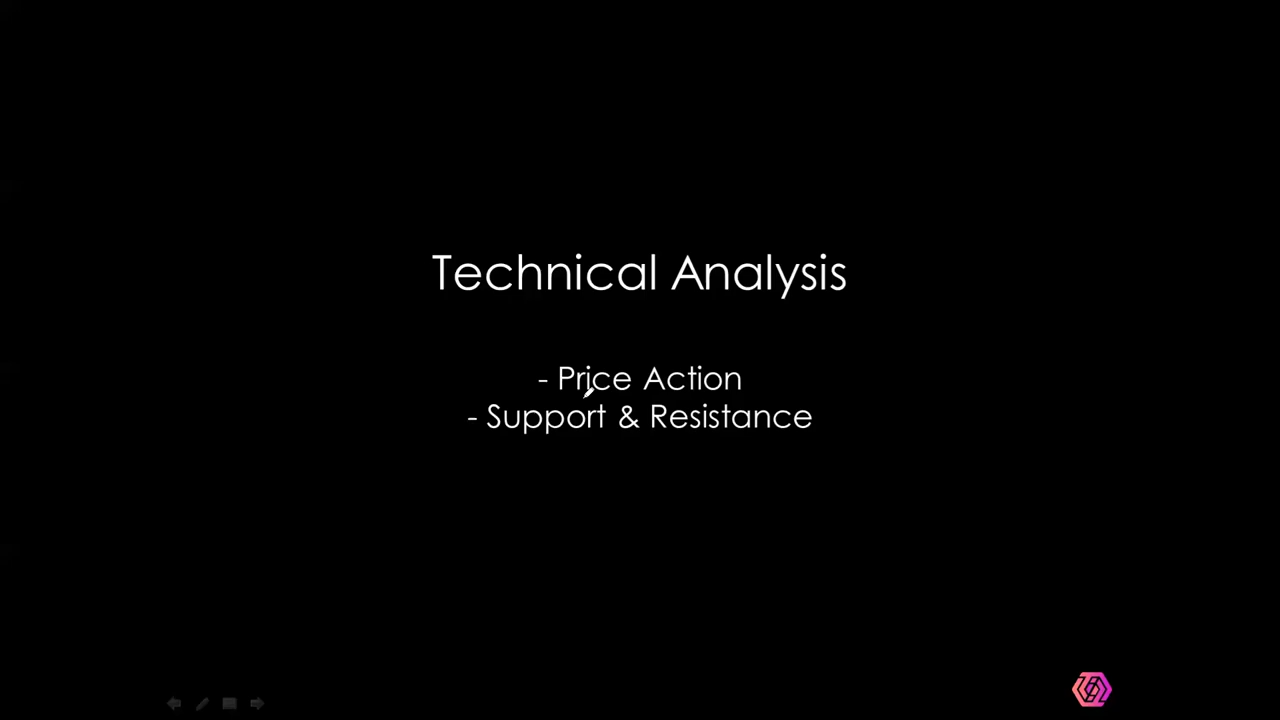 Technical Analysis
- Price Action
- Support & Resistance